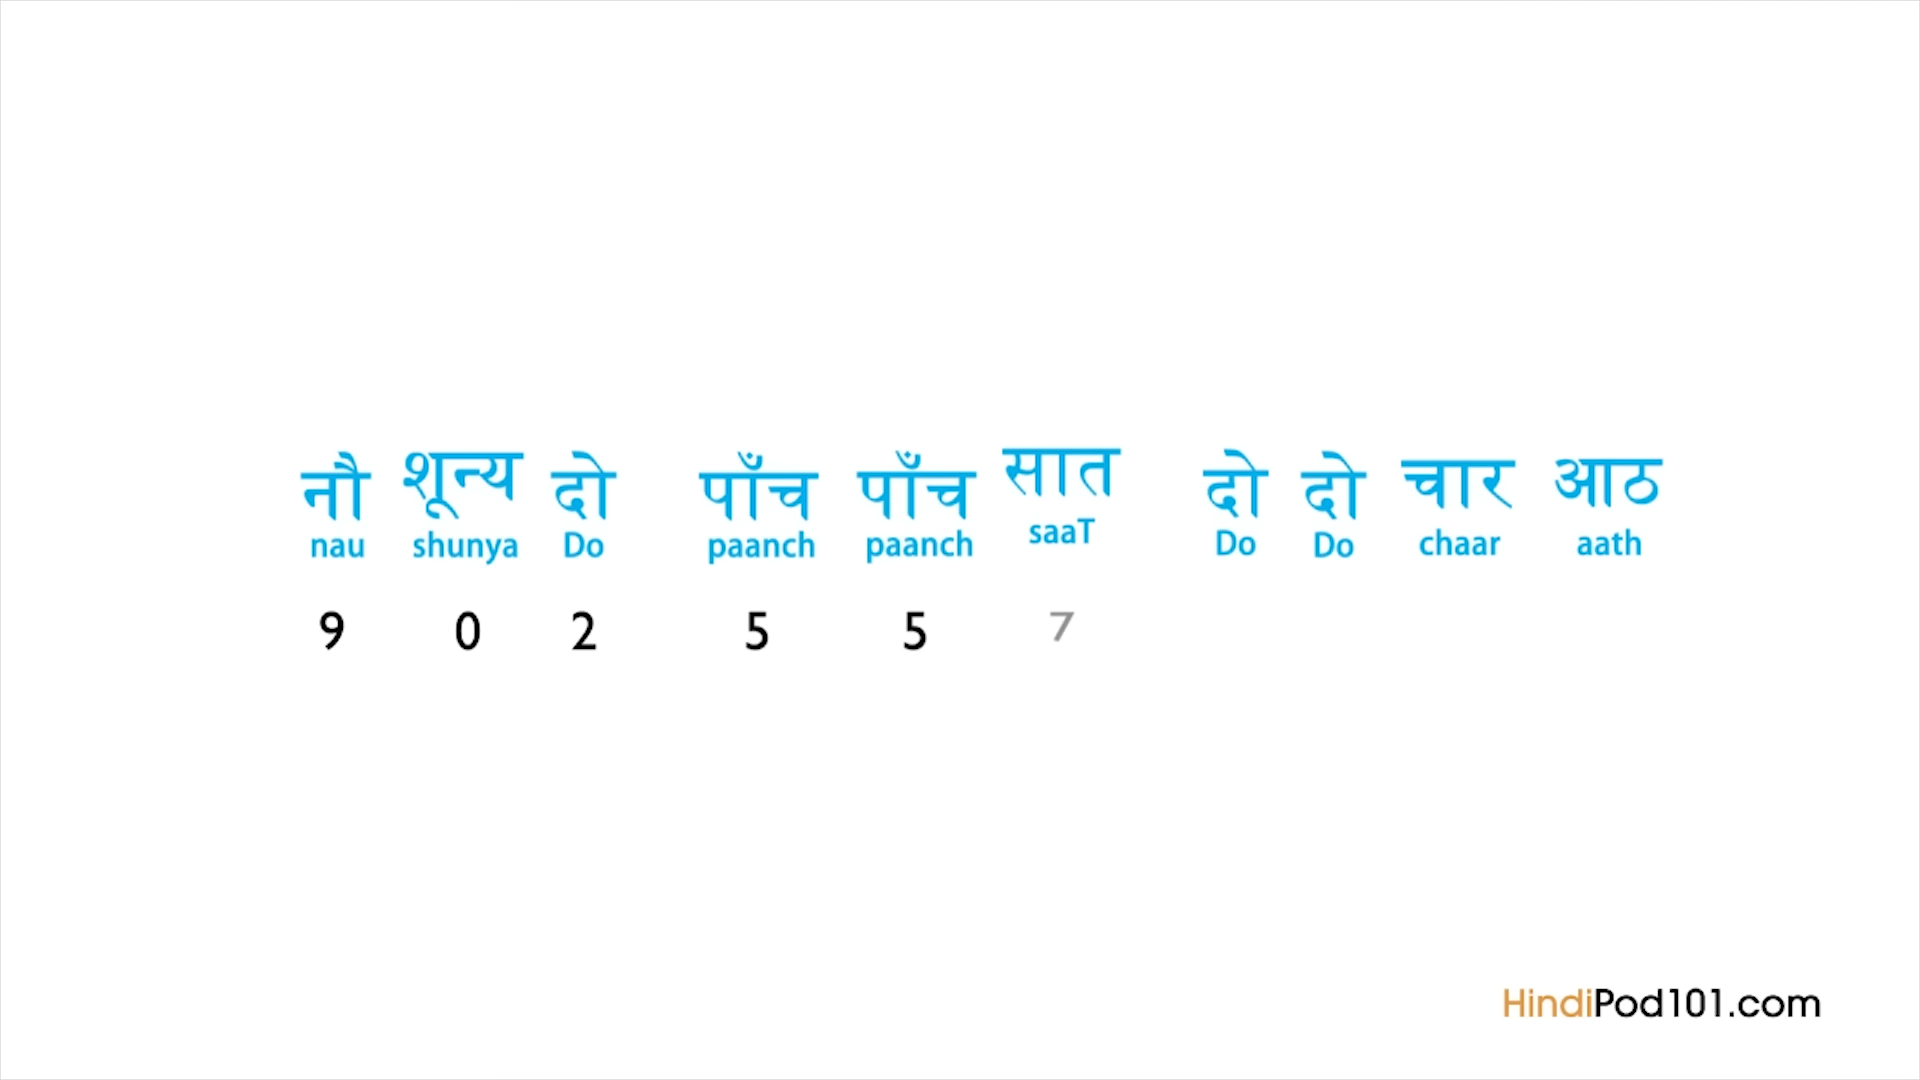 नौ शून्य दो पाँच पाँच सात दो दो चार आठ
nau shunya Do paanch paanch saaT Do Do chaar aath
9 0 2 5 5 7
HindiPod101.com